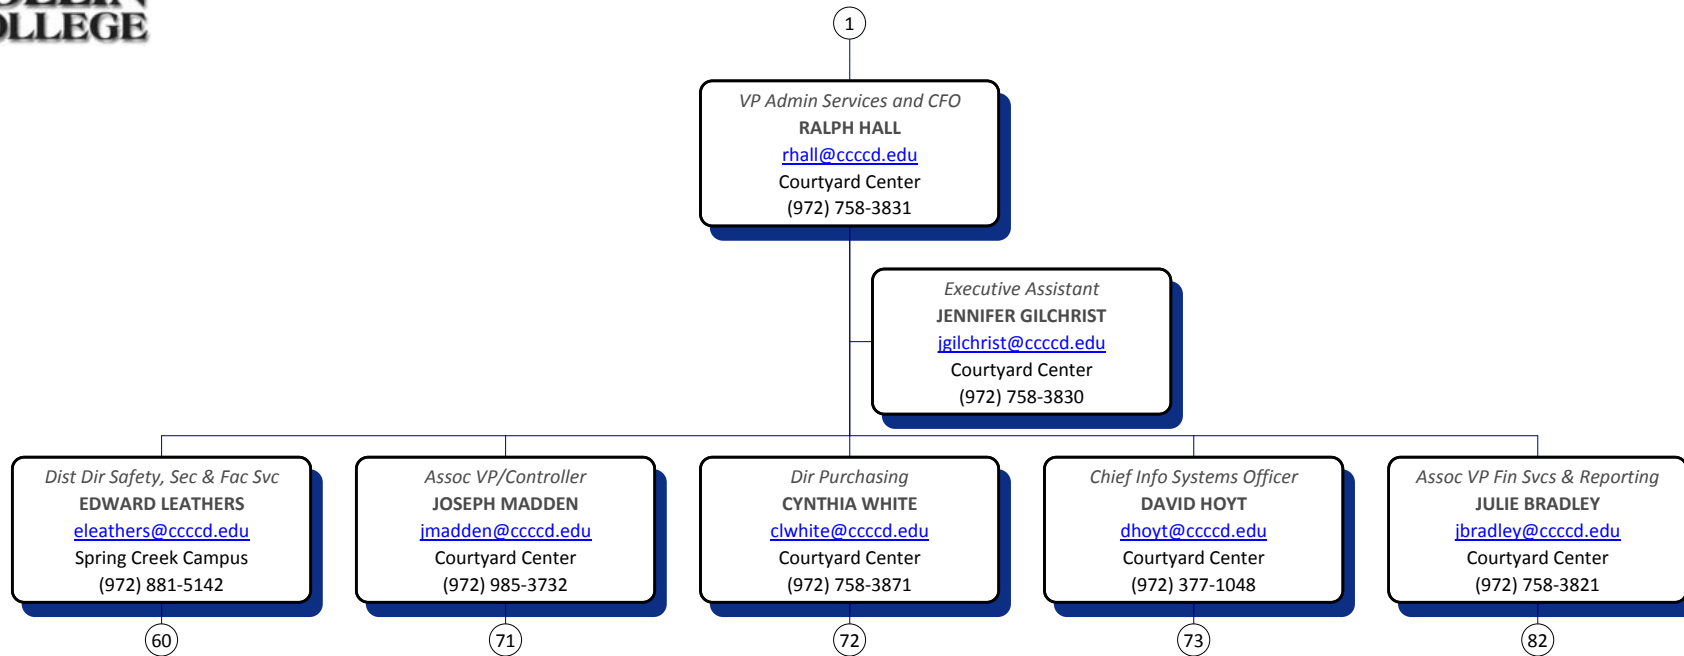 OLLEGE
1
VP Admin Services and CFO
RALPH HALL
rhall@ccccd.edu
Courtyard Center
(972) 758-3831
Executive Assistant
JENNIFER GILCHRIST
jgilchrist@ccccd.edu
Courtyard Center
(972) 758-3830
Dist Dir Safety, Sec & Fac Svc
EDWARD LEATHERS
eleathers@ccccd.edu
Spring Creek Campus
(972) 881-5142
60
Assoc VP/Controller
JOSEPH MADDEN
jmadden@ccccd.edu
Courtyard Center
(972) 985-3732
71
Dir Purchasing
CYNTHIA WHITE
clwhite@ccccd.edu
Courtyard Center
(972) 758-3871
72
Chief Info Systems Officer
DAVID HOYT
dhoyt@ccccd.edu
Courtyard Center
(972) 377-1048
73
Assoc VP Fin Svcs & Reporting
JULIE BRADLEY
jbradley@ccccd.edu
Courtyard Center
(972) 758-3821
82